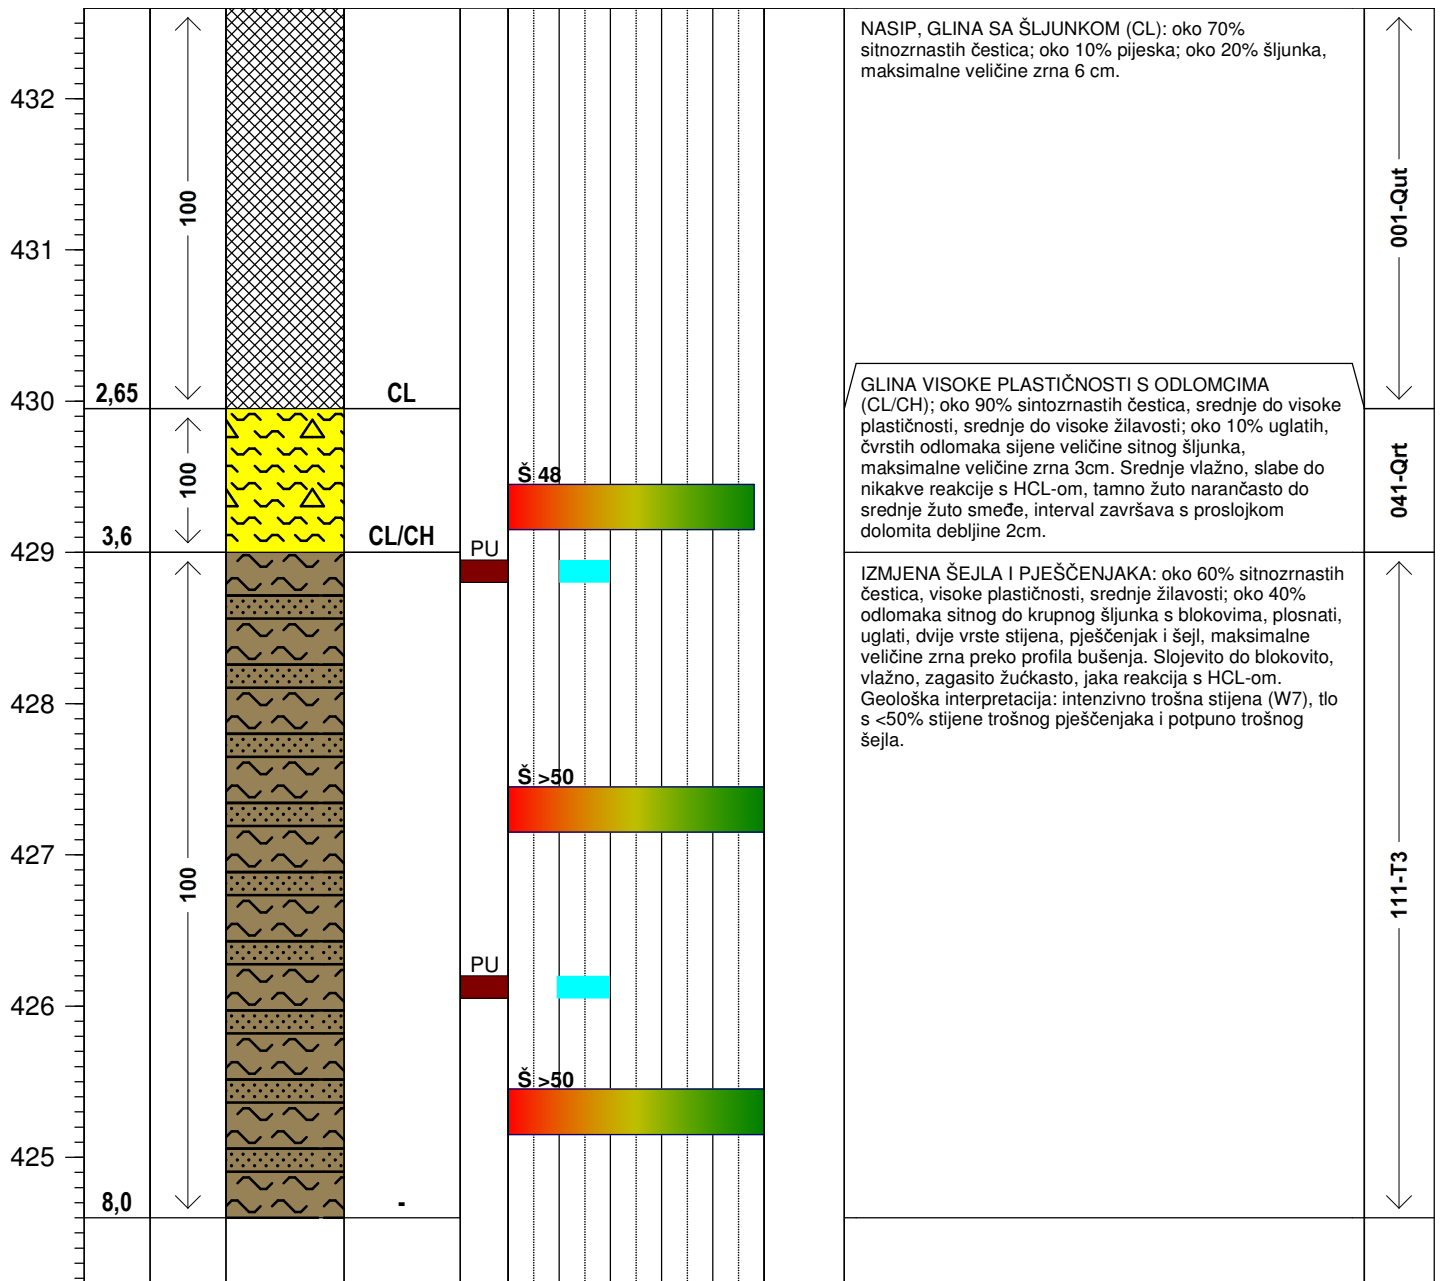 NASIP, GLINA SA ŠLJUNKOM (CL): oko 70%
sitnozrnastih čestica; oko 10% pijeska; oko 20% šljunka,
maksimalne veličine zrna 6 cm.
432
100
001-Qut
431
430
2,65
CL
GLINA VISOKE PLASTIČNOSTI S ODLOMCIMA
(CL/CH); oko 90% sintozrnastih čestica, srednje do visoke
plastičnosti, srednje do visoke žilavosti; oko 10% uglatih,
čvrstih odlomaka sijene veličine sitnog šljunka,
maksimalne veličine zrna 3cm. Srednje vlažno, slabe do
nikakve reakcije s HCL-om, tamno žuto narančasto do
srednje žuto smeđe, interval završava s proslojkom
dolomita debljine 2cm.
100
Š 48
041-Qrt
3,6
CL/CH
429
PU
IZMJENA ŠEJLA I PJEŠČENJAKA: oko 60% sitnozrnastih
čestica, visoke plastičnosti, srednje žilavosti; oko 40%
odlomaka sitnog do krupnog šljunka s blokovima, plosnati,
uglati, dvije vrste stijena, pješčenjak i šejl, maksimalne
veličine zrna preko profila bušenja. Slojevito do blokovito,
vlažno, zagasito žućkasto, jaka reakcija s HCL-om.
Geološka interpretacija: intenzivno trošna stijena (W7), tlo
s <50% stijene trošnog pješčenjaka i potpuno trošnog
šejla.
428
Š >50
427
100
111-T3
PU
426
Š >50
425
8,0
-